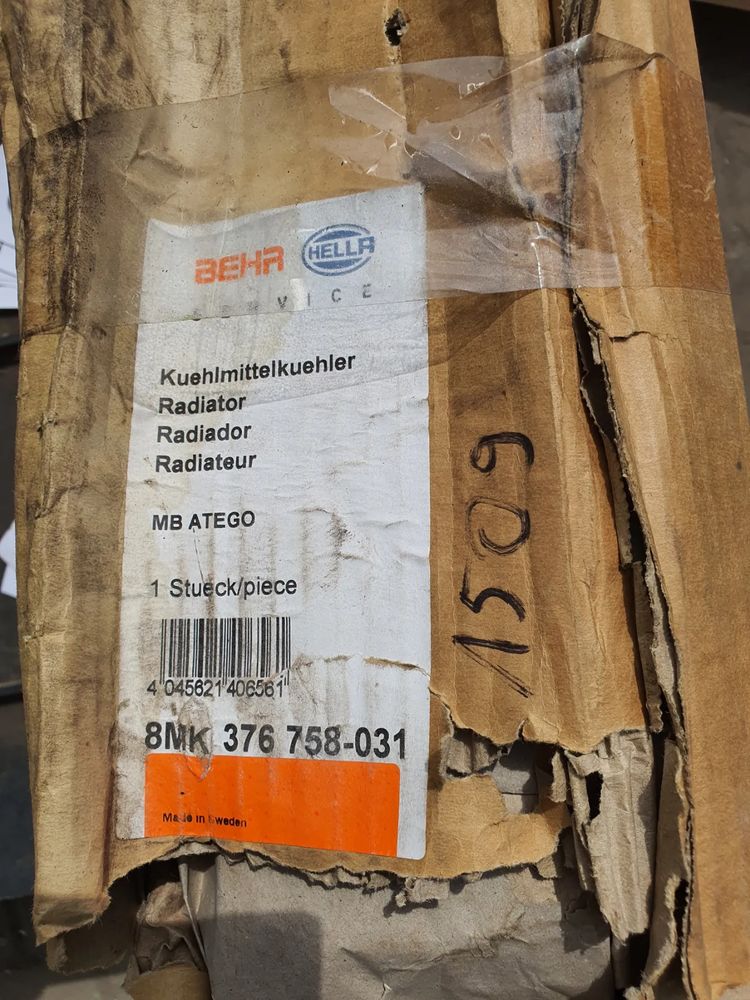 BEHR HELLA
SERVICE
Kuehlmittelkuehler
Radiator
Radiador
Radiateur
MB ATEGO
1 Stueck/piece
4 045621 406561
8MK 376 758-031
Made in Sweden
1509